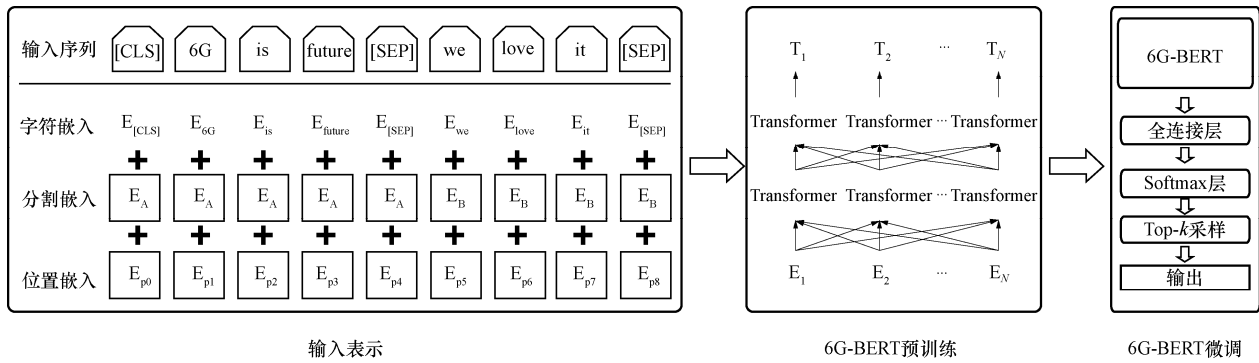 输入序列 [CLS] 6G is future [SEP] we love it [SEP]
字符嵌入 E[CLS] E6G Eis Efuture E[SEP] Ewe Elove Eit E[SEP]
+ + + + + + + + +
分割嵌入 EA EA EA EA EA EB EB EB EB
+ + + + + + + + +
位置嵌入 Ep0 Ep1 Ep2 Ep3 Ep4 Ep5 Ep6 Ep7 Ep8
输入表示
T1 T2 ··· TN
Transformer Transformer ··· Transformer
Transformer Transformer ··· Transformer
E1 E2 ··· EN
6G-BERT预训练
6G-BERT
全连接层
Softmax层
Top-k采样
输出
6G-BERT微调